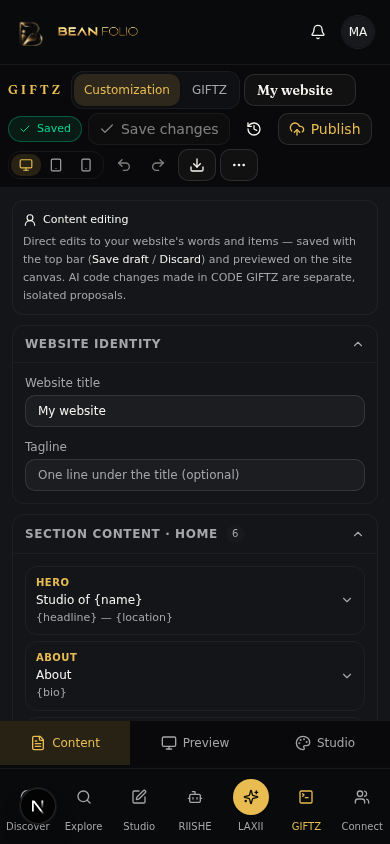 BEAN FOLIO
MA
GIFTZ
Customization
GIFTZ
My website
Saved
Save changes
Publish
Content editing
Direct edits to your website's words and items — saved with
the top bar (Save draft / Discard) and previewed on the site
canvas. AI code changes made in CODE GIFTZ are separate,
isolated proposals.
WEBSITE IDENTITY
Website title
My website
Tagline
One line under the title (optional)
SECTION CONTENT · HOME 6
HERO
Studio of {name}
{headline} — {location}
ABOUT
About
{bio}
Content
Preview
Studio
N
Discover
Explore
Studio
RIISHE
LAXII
GIFTZ
Connect